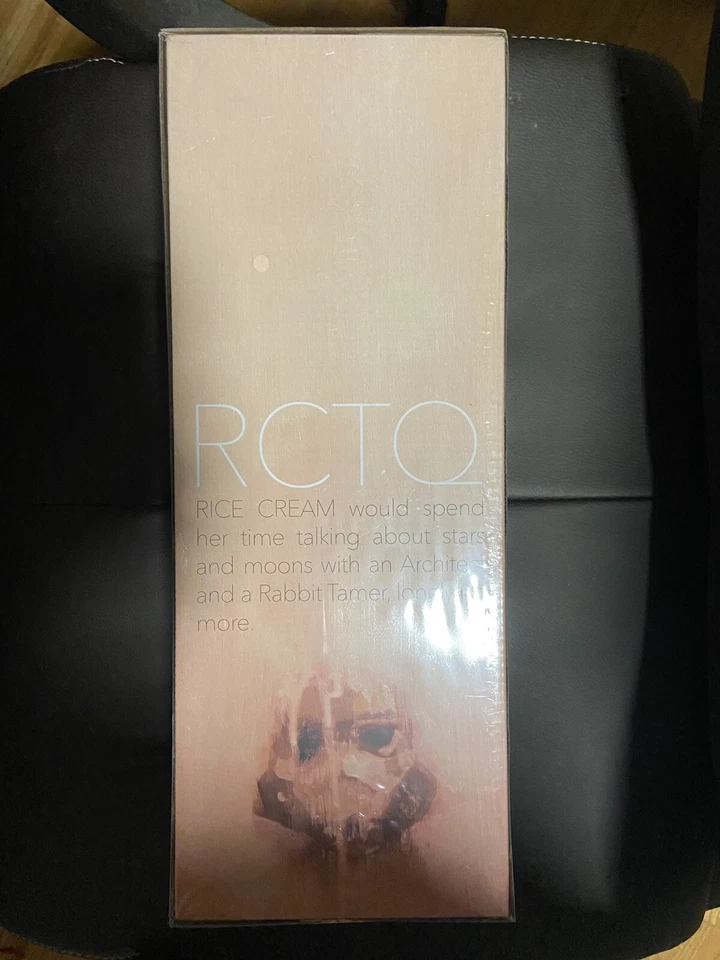 RCTQ
RICE CREAM would spend
her time talking about stars
and moons with an
and a Rabbit Tamer,
more.